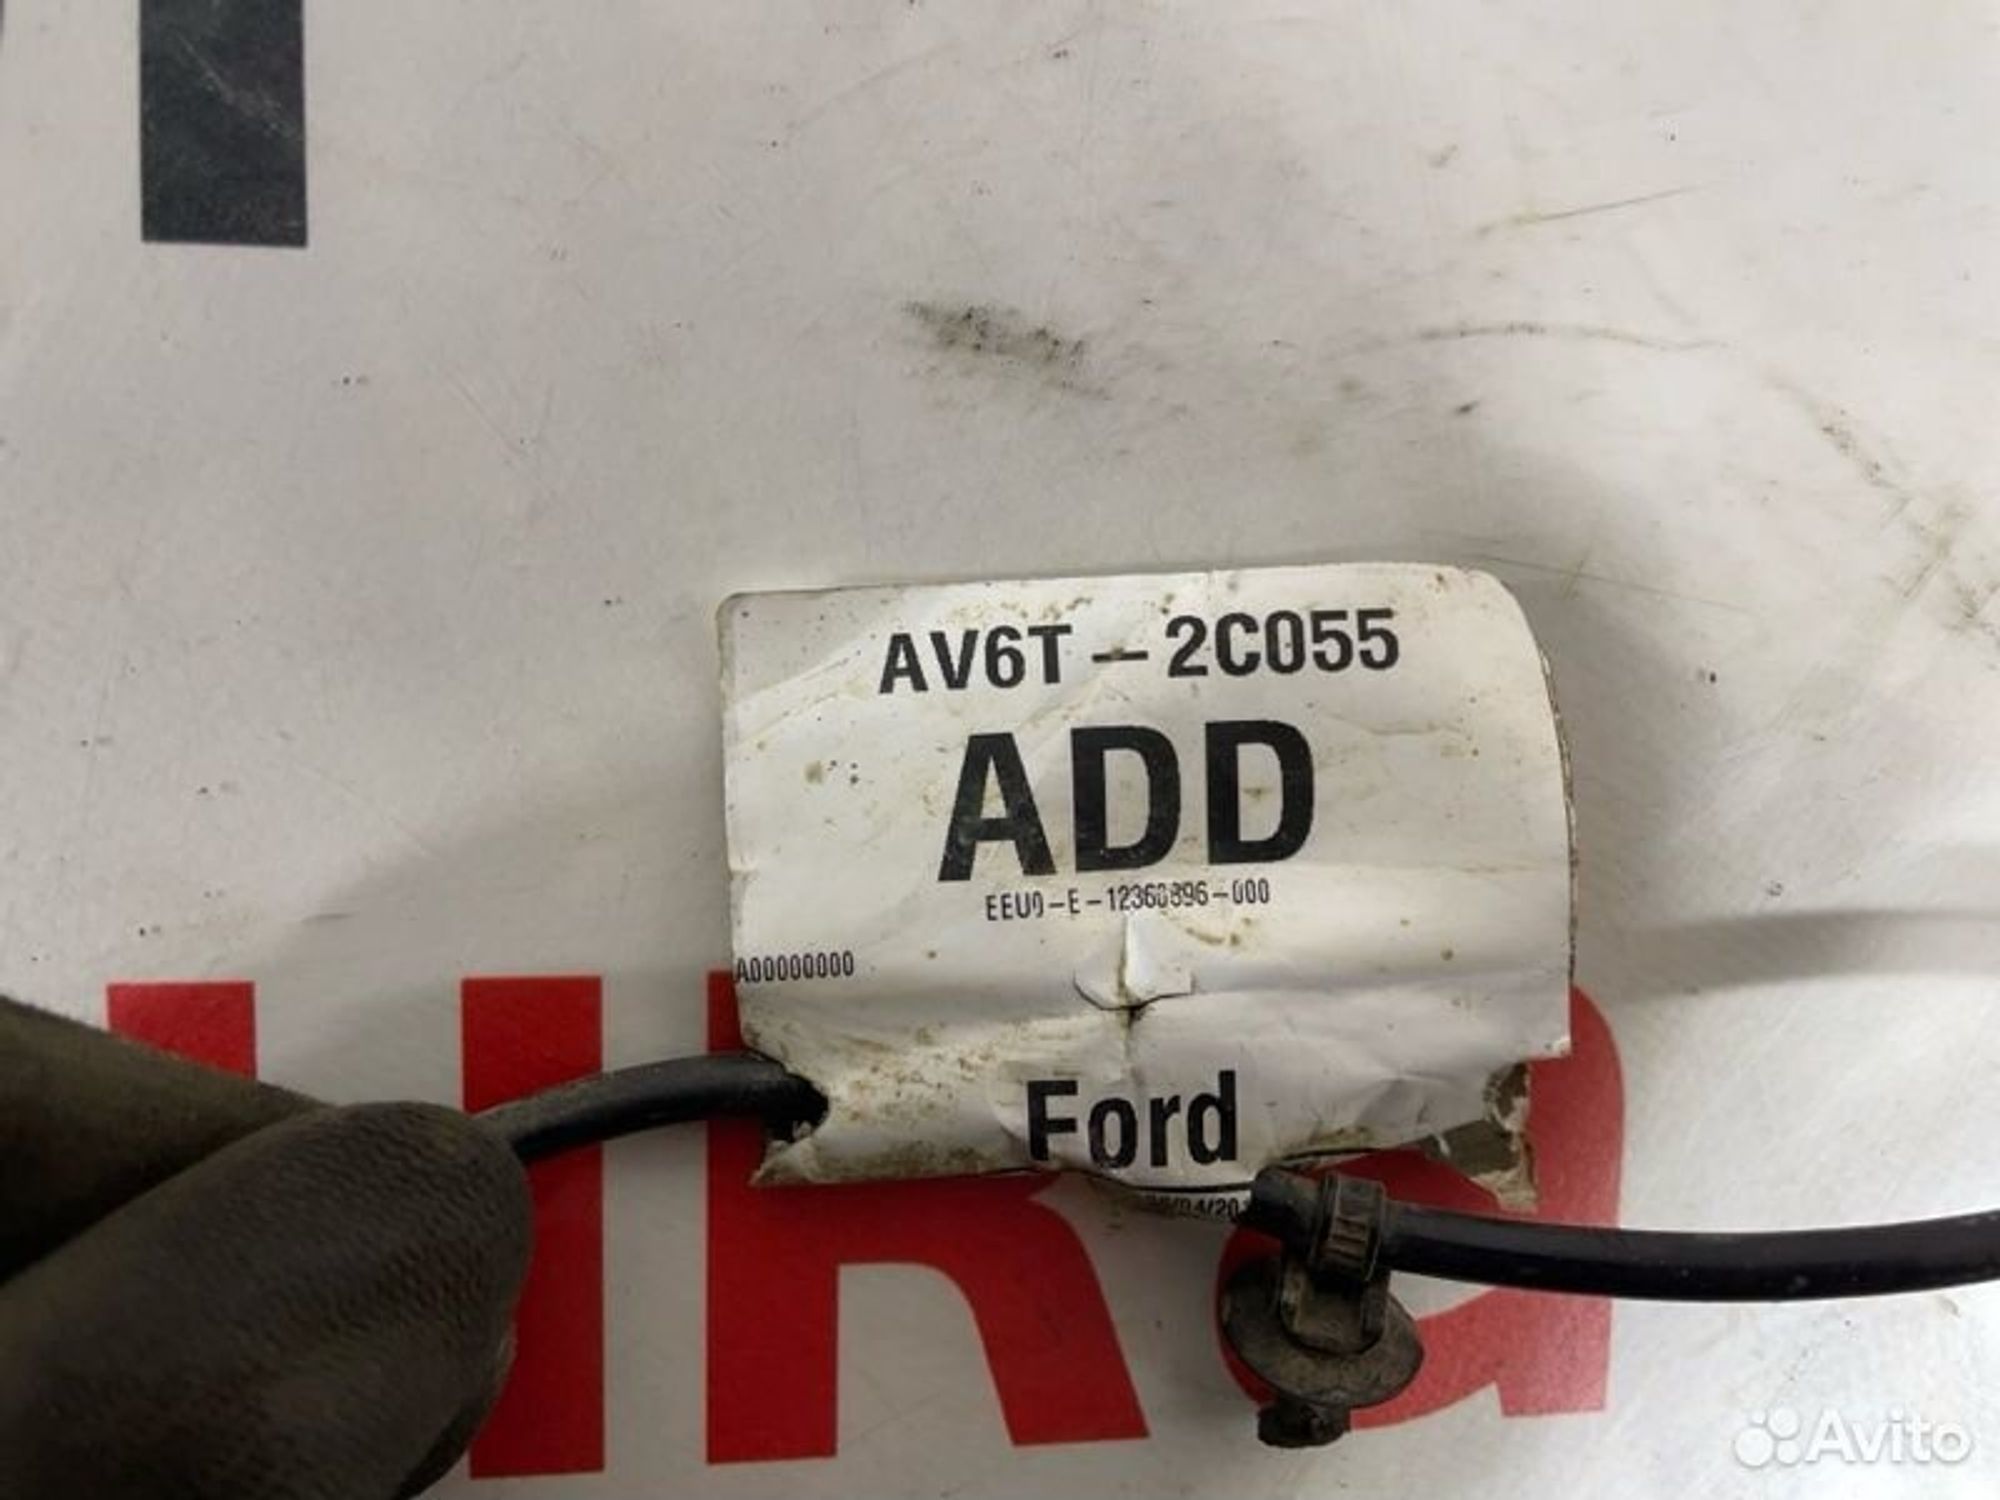 AV6T-2C055
ADD
EEU0-E-12360896-000
A00000000
Ford
Avito